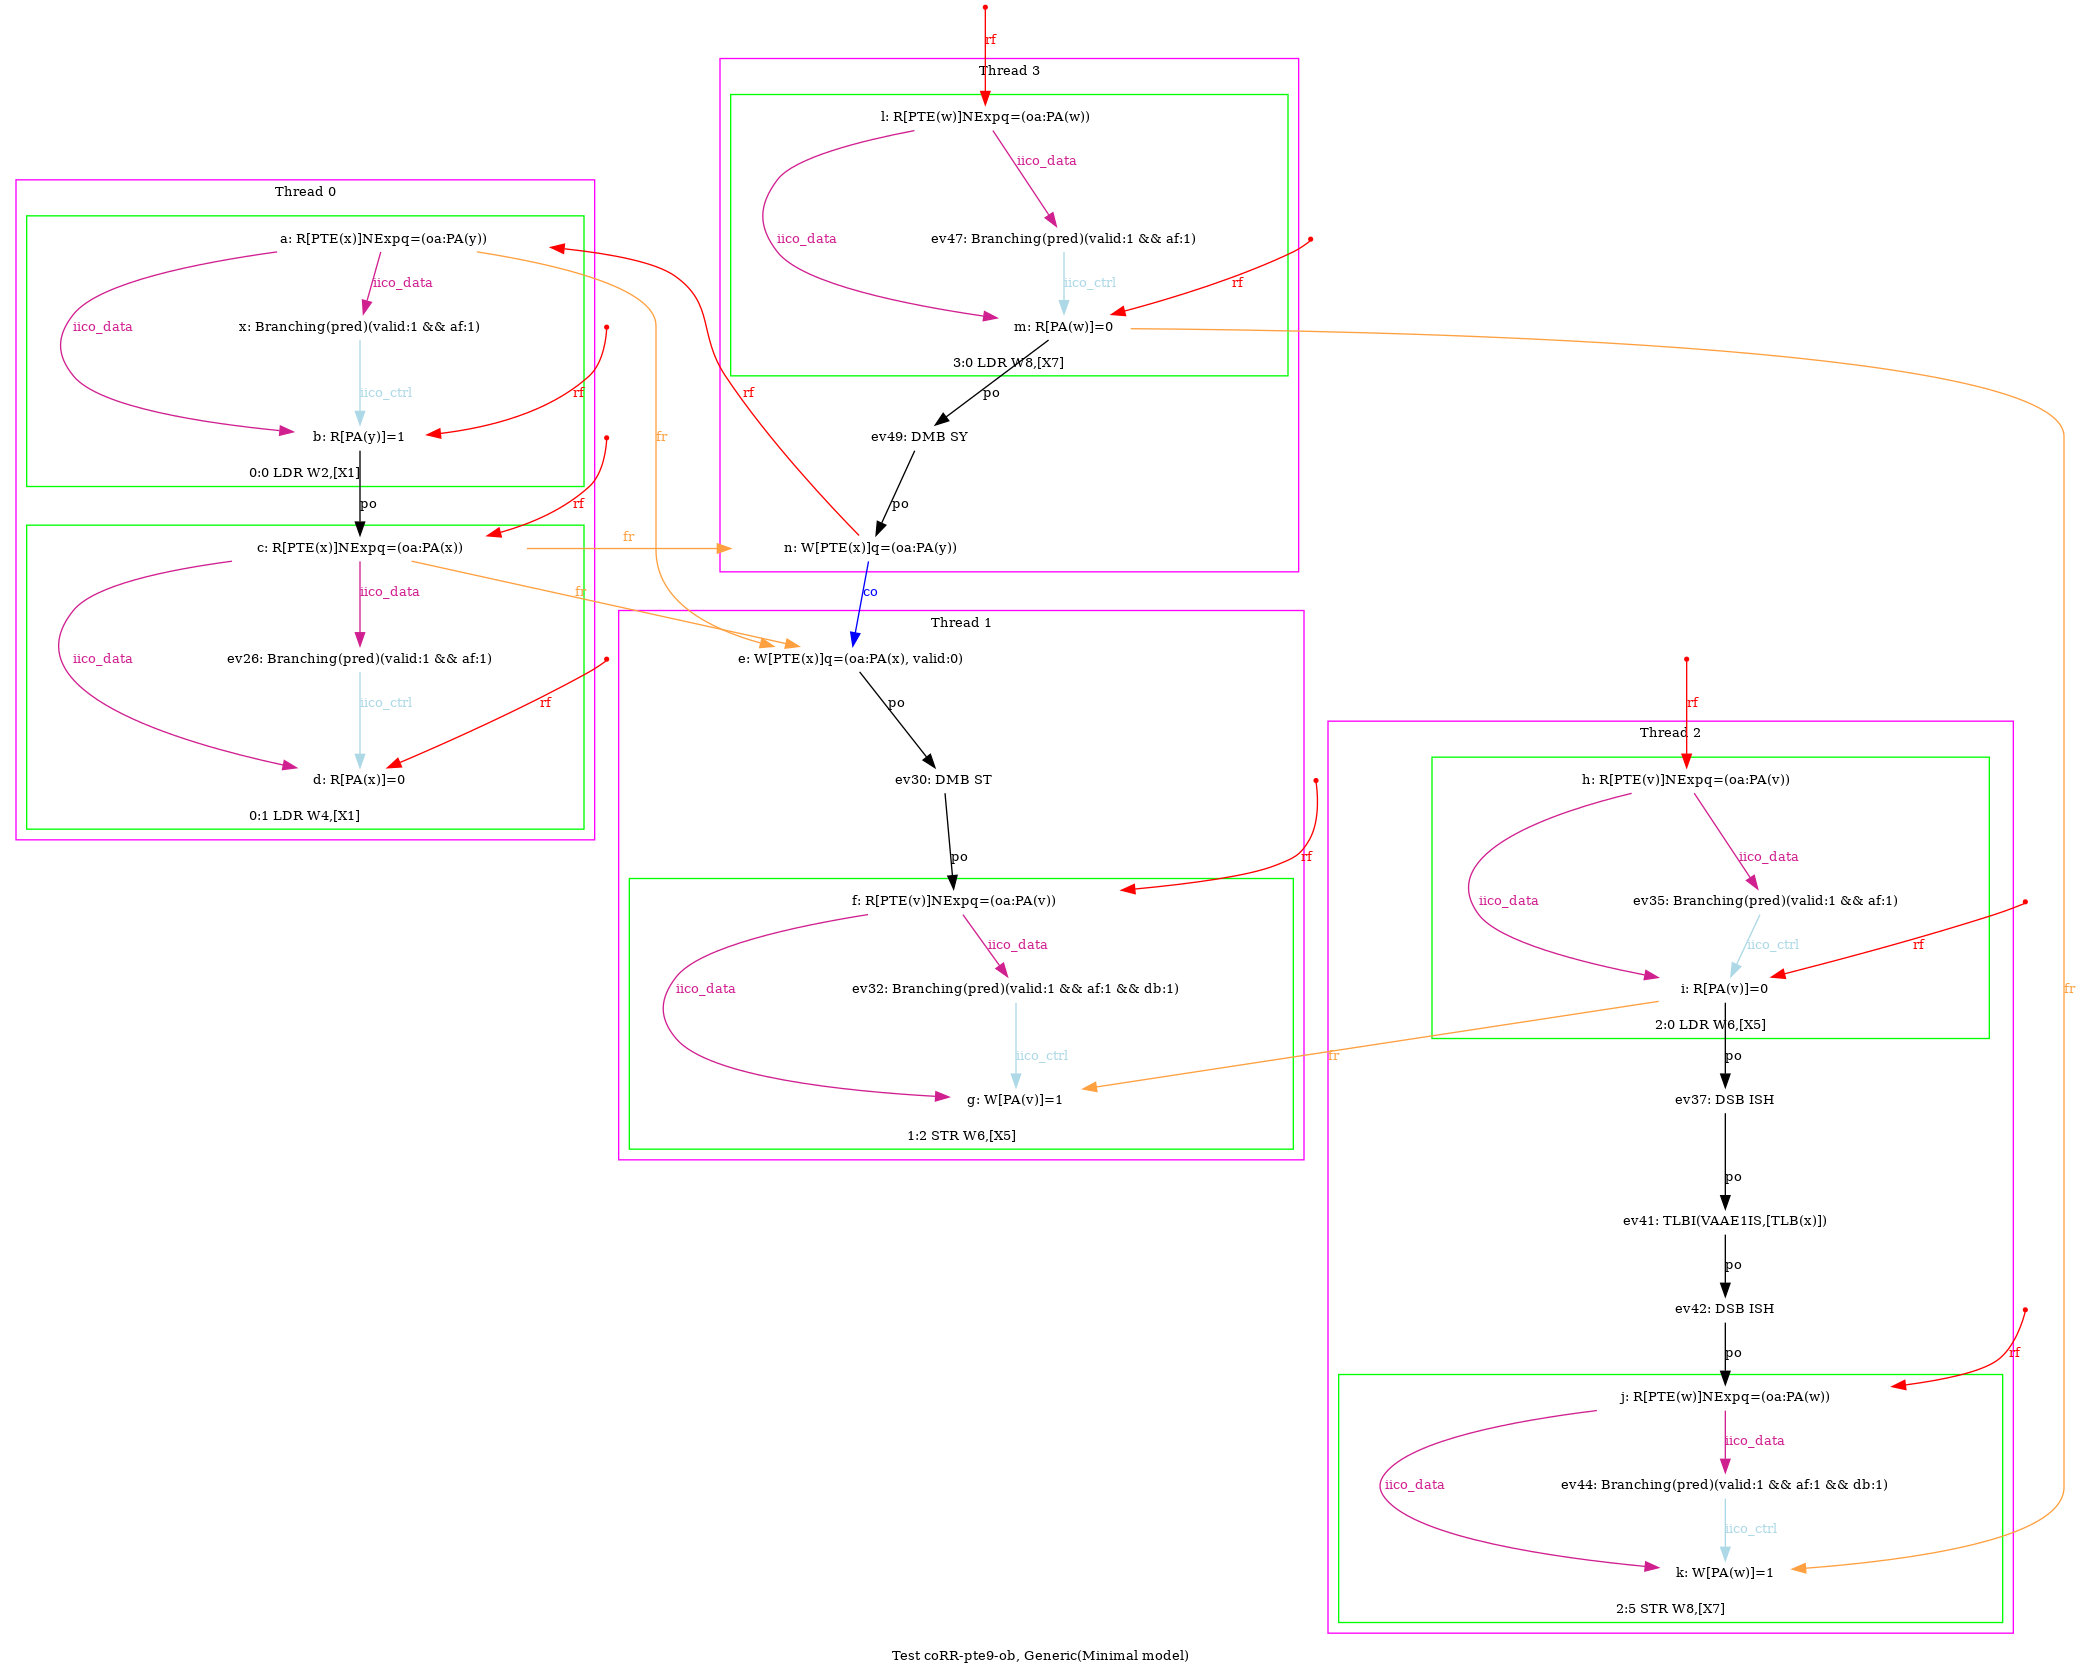 rf
Thread 3
l: R[PTE(w)]NExpq=(oa:PA(w))
iico_data
iico_data
ev47: Branching(pred)(valid:1 && af:1)
iico_ctrl
rf
m: R[PA(w)]=0
3:0 LDR W8,[X7]
po
ev49: DMB SY
po
n: W[PTE(x)]q=(oa:PA(y))
rf
co
fr
Thread 0
a: R[PTE(x)]NExpq=(oa:PA(y))
iico_data
iico_data
x: Branching(pred)(valid:1 && af:1)
iico_ctrl
rf
b: R[PA(y)]=1
0:0 LDR W2,[X1]
po
rf
fr
c: R[PTE(x)]NExpq=(oa:PA(x))
fr
iico_data
iico_data
ev26: Branching(pred)(valid:1 && af:1)
iico_ctrl
rf
d: R[PA(x)]=0
0:1 LDR W4,[X1]
Thread 1
e: W[PTE(x)]q=(oa:PA(x), valid:0)
po
ev30: DMB ST
po
rf
f: R[PTE(v)]NExpq=(oa:PA(v))
iico_data
iico_data
ev32: Branching(pred)(valid:1 && af:1 && db:1)
iico_ctrl
fr
g: W[PA(v)]=1
1:2 STR W6,[X5]
rf
Thread 2
h: R[PTE(v)]NExpq=(oa:PA(v))
iico_data
iico_data
ev35: Branching(pred)(valid:1 && af:1)
iico_ctrl
rf
i: R[PA(v)]=0
fr
2:0 LDR W6,[X5]
po
ev37: DSB ISH
po
ev41: TLBI(VAAE1IS,[TLB(x)])
po
ev42: DSB ISH
po
rf
j: R[PTE(w)]NExpq=(oa:PA(w))
iico_data
iico_data
ev44: Branching(pred)(valid:1 && af:1 && db:1)
iico_ctrl
k: W[PA(w)]=1
2:5 STR W8,[X7]
Test coRR-pte9-ob, Generic(Minimal model)